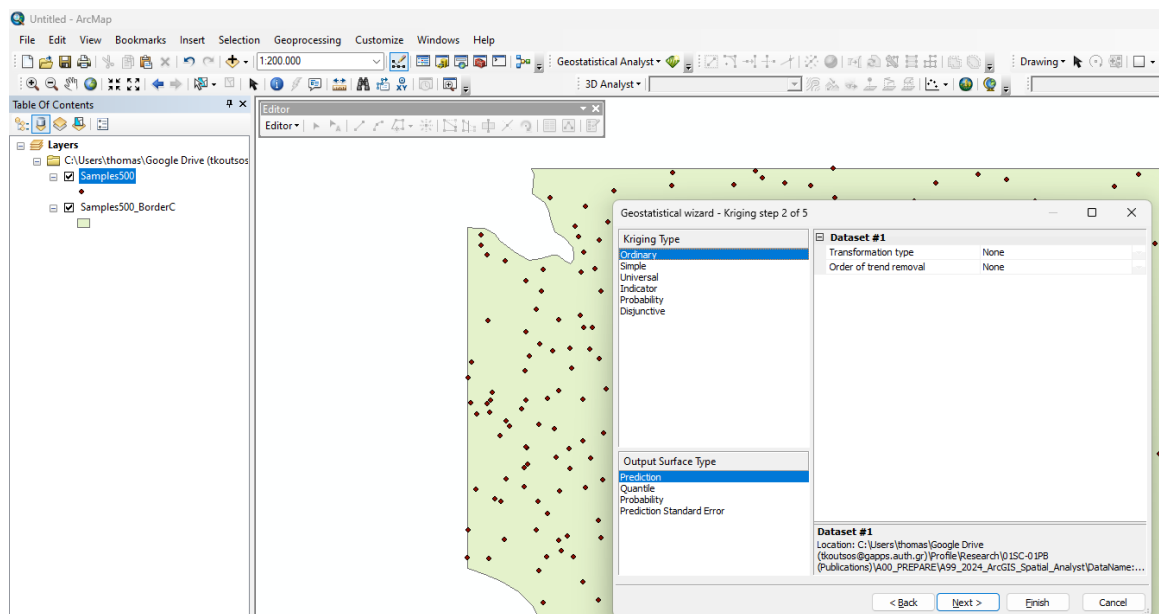 Untitled - ArcMap
File Edit View Bookmarks Insert Selection Geoprocessing Customize Windows Help
1:200.000 Geostatistical Analyst Drawing
3D Analyst
Table Of Contents
Editor
Editor
Layers
C:\Users\thomas\Google Drive (tkoutsos
Samples500
Samples500_BorderC
Geostatistical wizard - Kriging step 2 of 5
Kriging Type
Ordinary
Simple
Universal
Indicator
Probability
Disjunctive
Output Surface Type
Prediction
Quantile
Probability
Prediction Standard Error
Dataset #1
Transformation type None
Order of trend removal None
Dataset #1
Location: C:\Users\thomas\Google Drive
(tkoutsos@gapps.auth.gr)\Profile\Research\01SC-01PB
(Publications)\A00_PREPARE\A99_2024_ArcGIS_Spatial_Analyst\DataName:...
< Back Next > Finish Cancel